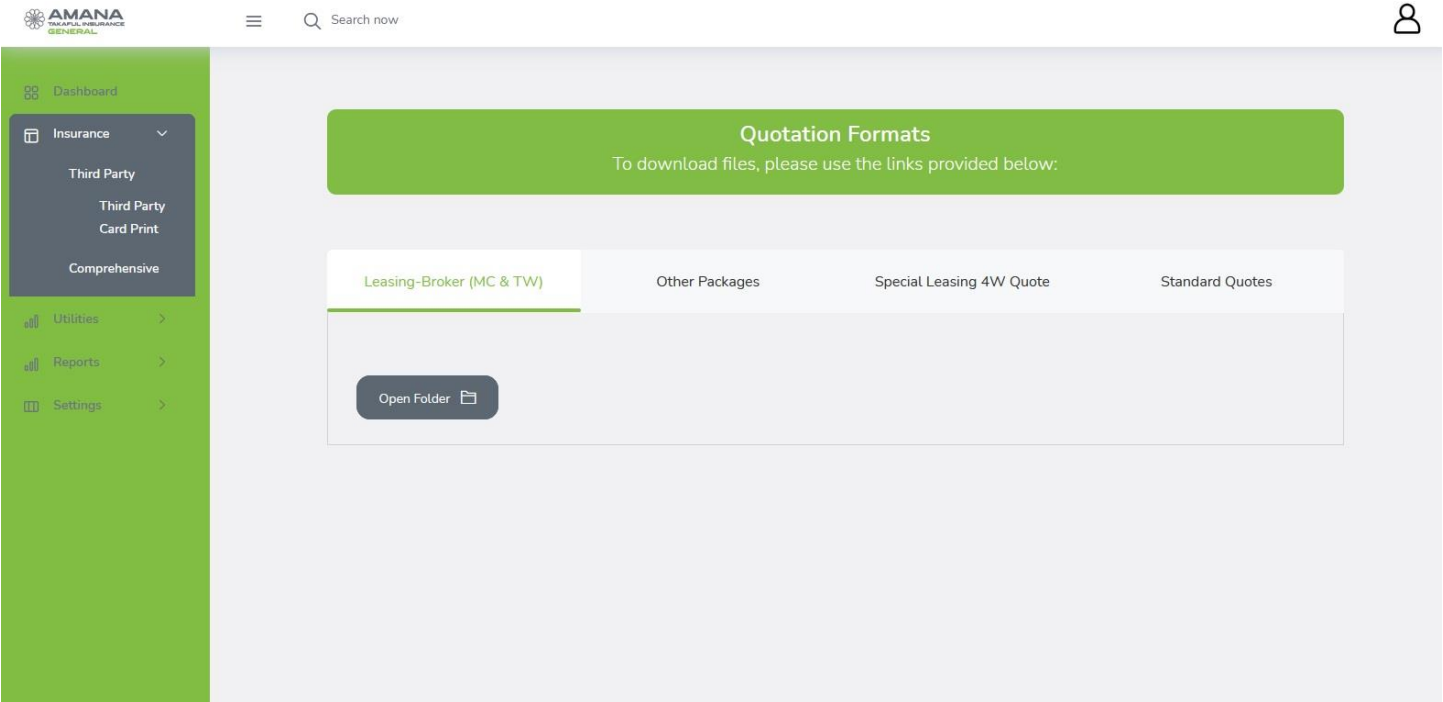 AMANA
TAKAFUL INSURANCE
GENERAL
Search now
Dashboard
Insurance
Third Party
Third Party
Card Print
Comprehensive
Utilities
Reports
Settings
Quotation Formats
To download files, please use the links provided below:
Leasing-Broker (MC & TW)
Other Packages
Special Leasing 4W Quote
Standard Quotes
Open Folder